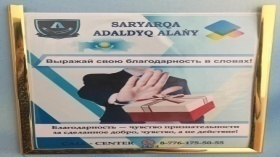 SARYARQA
ADALDYQ ALAŃY
Выражай свою благодарность в словах!
Благодарность — чувство признательности
за сделанное добро, чувство, а не действие!
CENTER 8-776-175-50-55